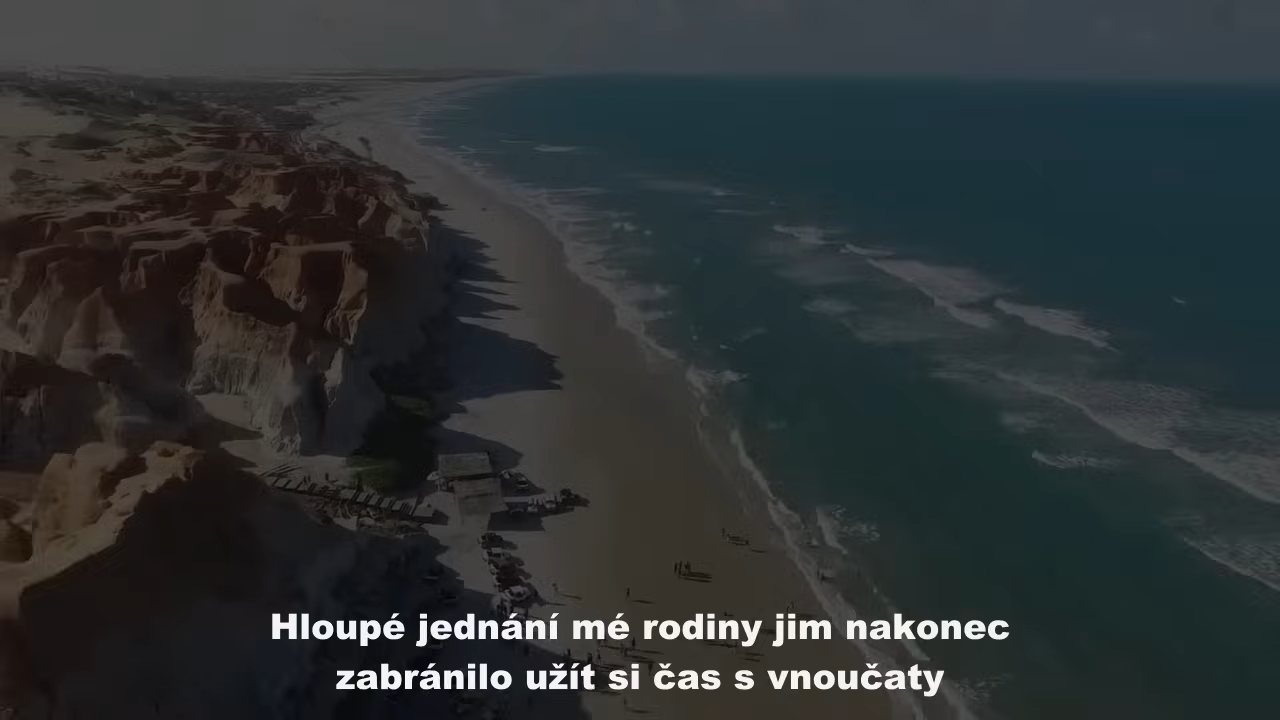 Hloupé jednání mé rodiny jim nakonec
zabránilo užít si čas s vnoučaty